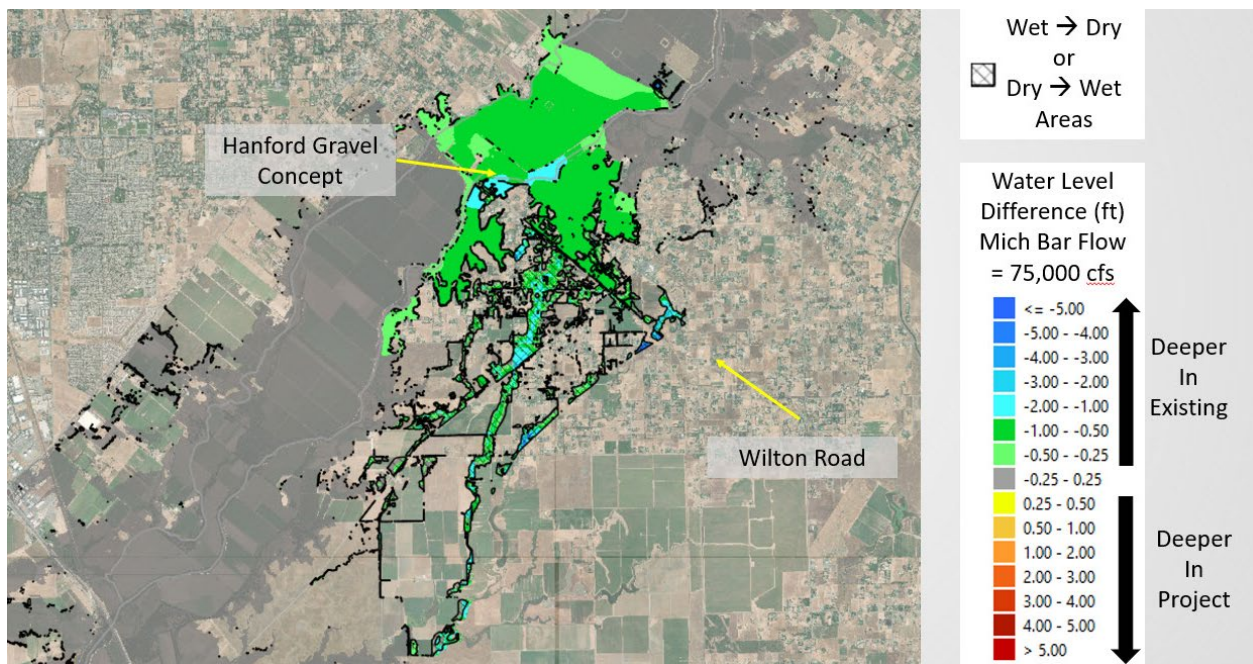 Hanford Gravel
Concept
Wilton Road
Wet → Dry
or
Dry → Wet
Areas
Water Level
Difference (ft)
Mich Bar Flow
= 75,000 cfs
<= -5.00
-5.00 - -4.00
-4.00 - -3.00
-3.00 - -2.00
-2.00 - -1.00
-1.00 - -0.50
-0.50 - -0.25
-0.25 - 0.25
0.25 - 0.50
0.50 - 1.00
1.00 - 2.00
2.00 - 3.00
3.00 - 4.00
4.00 - 5.00
> 5.00
Deeper
In
Existing
Deeper
In
Project